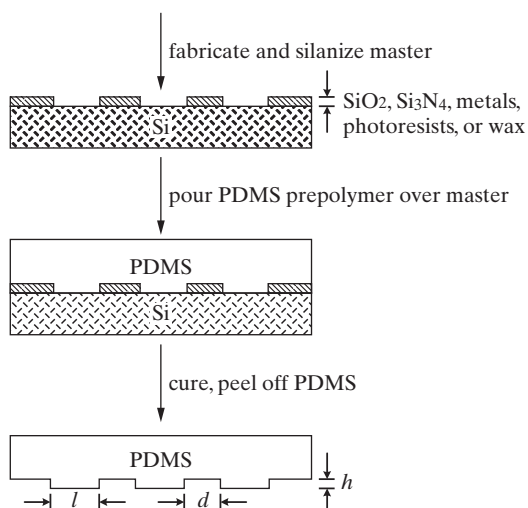 fabricate and silanize master
SiO2, Si3N4, metals,
photoresists, or wax
Si
pour PDMS prepolymer over master
PDMS
Si
cure, peel off PDMS
PDMS
h
l
d